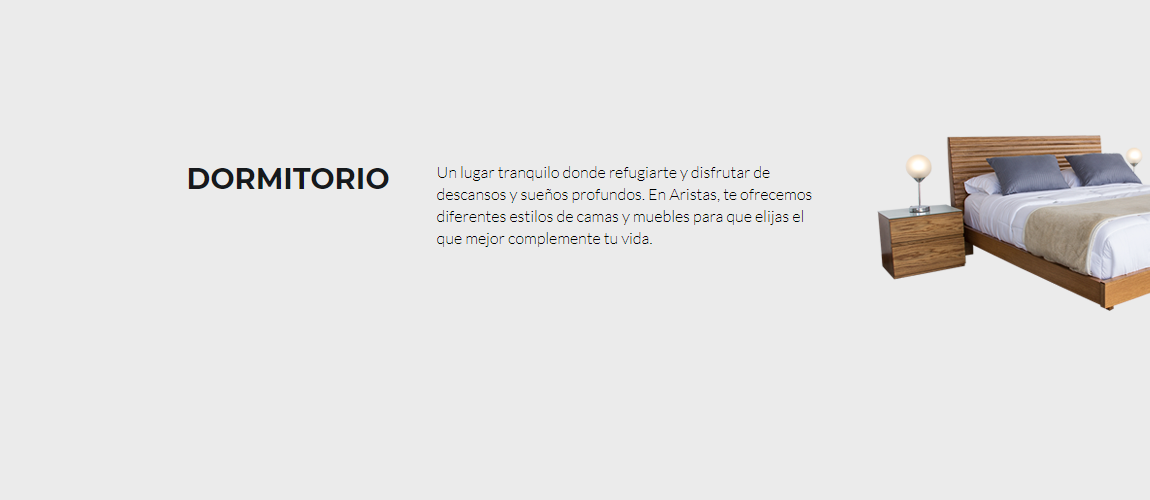 DORMITORIO
Un lugar tranquilo donde refugiarte y disfrutar de
descansos y sueños profundos. En Aristas, te ofrecemos
diferentes estilos de camas y muebles para que elijas el
que mejor complemente tu vida.